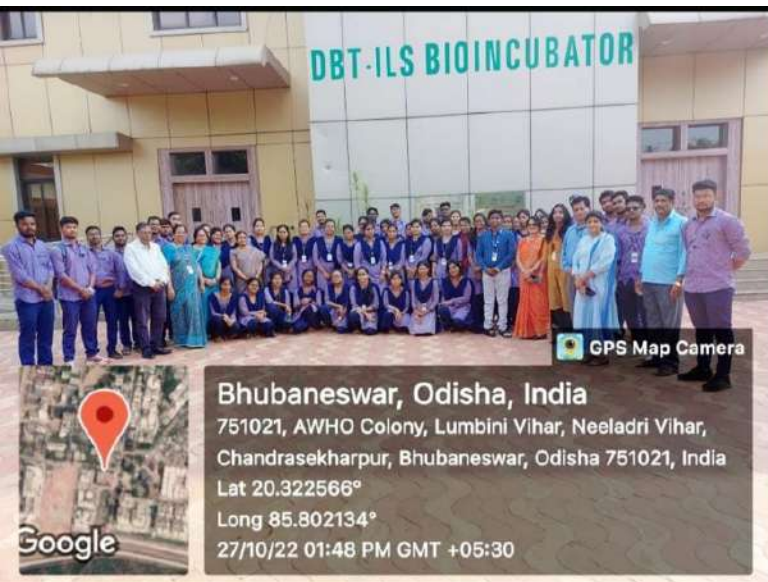 DBT-ILS BIOINCUBATOR
GPS Map Camera
Bhubaneswar, Odisha, India
751021, AWHO Colony, Lumbini Vihar, Neeladri Vihar,
Chandrasekharpur, Bhubaneswar, Odisha 751021, India
Lat 20.322566°
Long 85.802134°
27/10/22 01:48 PM GMT +05:30
Google